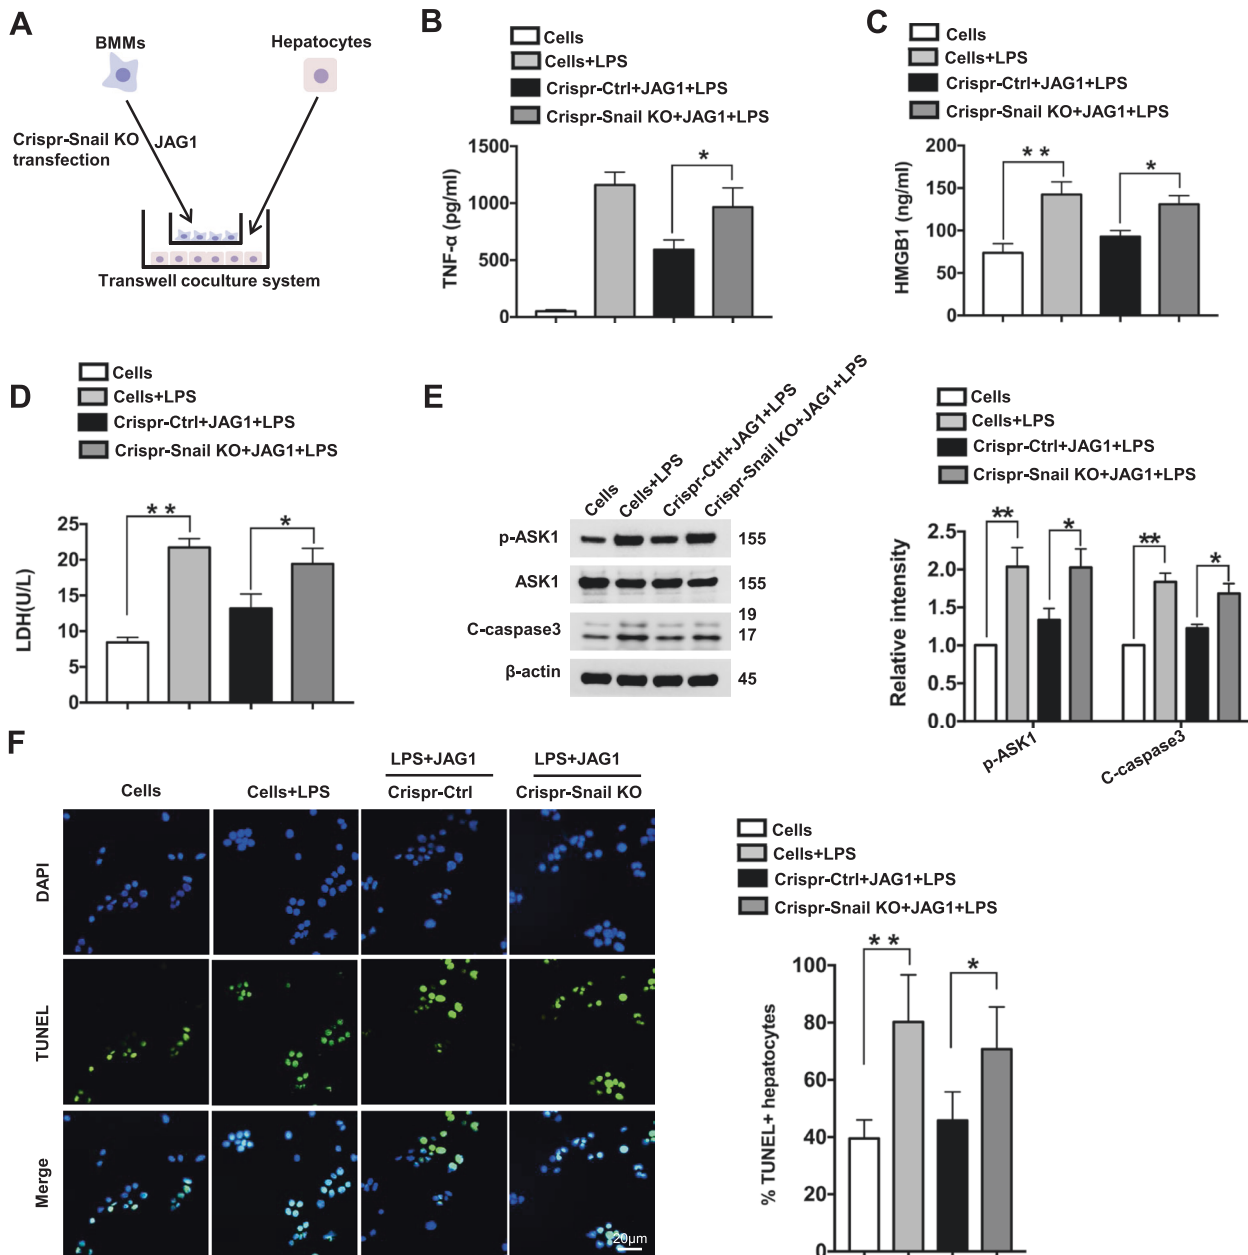 A
BMMs
Hepatocytes
Crispr-Snail KO
transfection
JAG1
Transwell coculture system
B
Cells
Cells+LPS
Crispr-Ctrl+JAG1+LPS
Crispr-Snail KO+JAG1+LPS
TNF-α (pg/ml)
1500
1000
500
0
*
C
Cells
Cells+LPS
Crispr-Ctrl+JAG1+LPS
Crispr-Snail KO+JAG1+LPS
HMGB1 (ng/ml)
200
150
100
50
0
* *
*
D
Cells
Cells+LPS
Crispr-Ctrl+JAG1+LPS
Crispr-Snail KO+JAG1+LPS
LDH(U/L)
25
20
15
10
5
0
* *
*
E
Cells
Cells+LPS
Crispr-Ctrl+JAG1+LPS
Crispr-Snail KO+JAG1+LPS
p-ASK1
155
ASK1
155
C-caspase3
19
17
β-actin
45
Cells
Cells+LPS
Crispr-Ctrl+JAG1+LPS
Crispr-Snail KO+JAG1+LPS
Relative intensity
2.5
2.0
1.5
1.0
0.5
0.0
**
*
**
*
p-ASK1
C-caspase3
F
LPS+JAG1
LPS+JAG1
Cells
Cells+LPS
Crispr-Ctrl
Crispr-Snail KO
DAPI
TUNEL
Merge
20μm
Cells
Cells+LPS
Crispr-Ctrl+JAG1+LPS
Crispr-Snail KO+JAG1+LPS
% TUNEL+ hepatocytes
100
80
60
40
20
0
* *
*